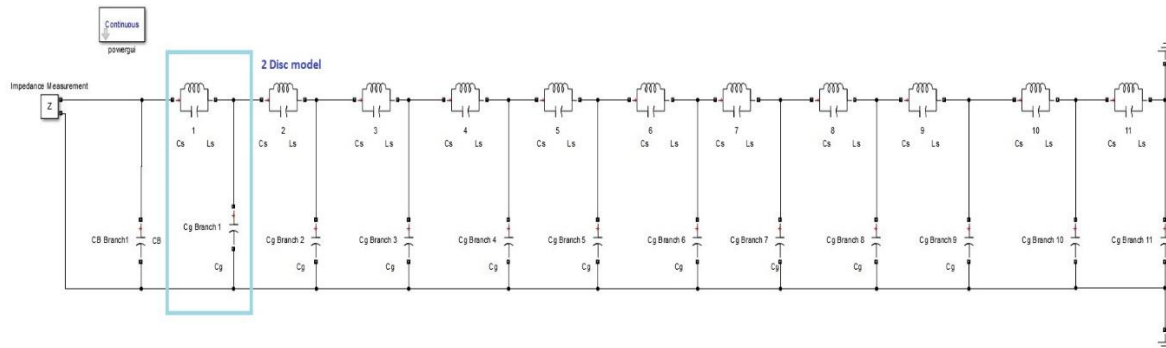 Continuous
powergui
2 Disc model
Impedance Measurement
Z
1
2
3
4
5
6
7
8
9
10
11
Cs Ls
Cs Ls
Cs Ls
Cs Ls
Cs Ls
Cs Ls
Cs Ls
Cs Ls
Cs Ls
Cs Ls
Cs Ls
CB Branch1
CB
Cg Branch 1
Cg Branch 2
Cg Branch 3
Cg Branch 4
Cg Branch 5
Cg Branch 6
Cg Branch 7
Cg Branch 8
Cg Branch 9
Cg Branch 10
Cg Branch 11
Cg
Cg
Cg
Cg
Cg
Cg
Cg
Cg
Cg
Cg
Cg